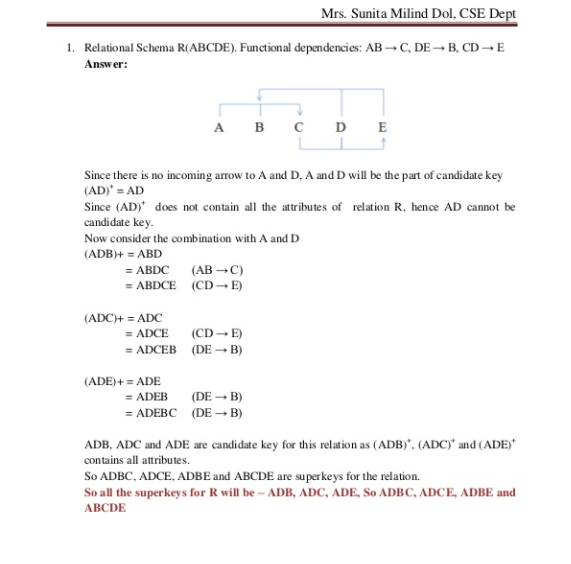 Mrs. Sunita Milind Dol, CSE Dept
1. Relational Schema R(ABCDE). Functional dependencies: AB → C, DE → B, CD → E
Answer:
A B C D E
Since there is no incoming arrow to A and D, A and D will be the part of candidate key
(AD)⁺ = AD
Since (AD)⁺ does not contain all the attributes of relation R, hence AD cannot be
candidate key.
Now consider the combination with A and D
(ADB)+ = ABD
= ABDC (AB → C)
= ABDCE (CD → E)
(ADC)+ = ADC
= ADCE (CD → E)
= ADCEB (DE → B)
(ADE)+ = ADE
= ADEB (DE → B)
= ADEBC (DE → B)
ADB, ADC and ADE are candidate key for this relation as (ADB)⁺, (ADC)⁺ and (ADE)⁺
contains all attributes.
So ADBC, ADCE, ADBE and ABCDE are superkeys for the relation.
So all the superkeys for R will be – ADB, ADC, ADE, So ADBC, ADCE, ADBE and
ABCDE